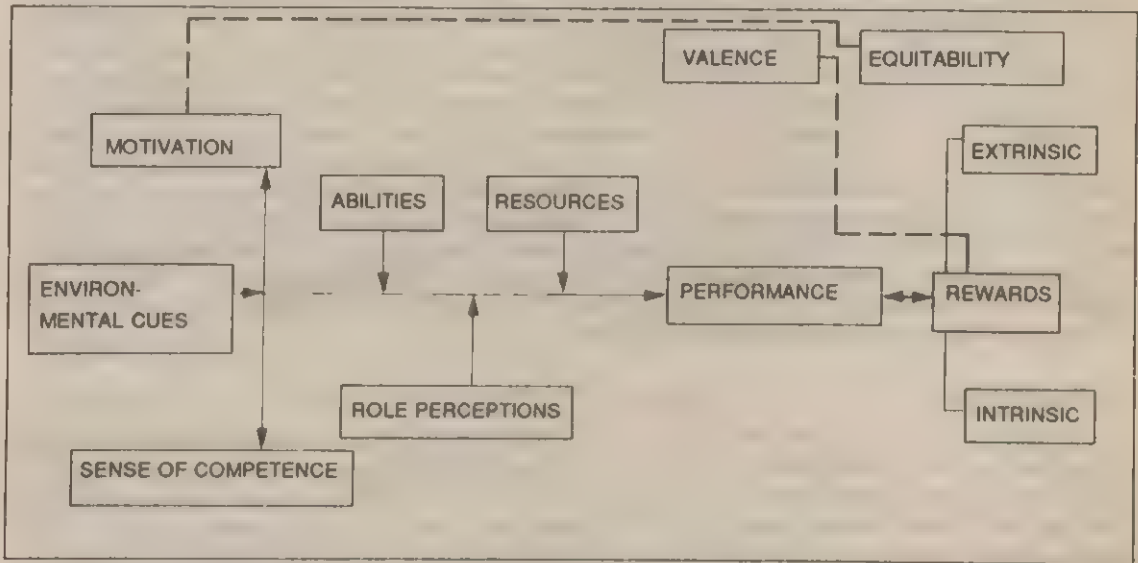 VALENCE
EQUITABILITY
MOTIVATION
EXTRINSIC
ABILITIES
RESOURCES
ENVIRON-
MENTAL CUES
PERFORMANCE
REWARDS
ROLE PERCEPTIONS
INTRINSIC
SENSE OF COMPETENCE